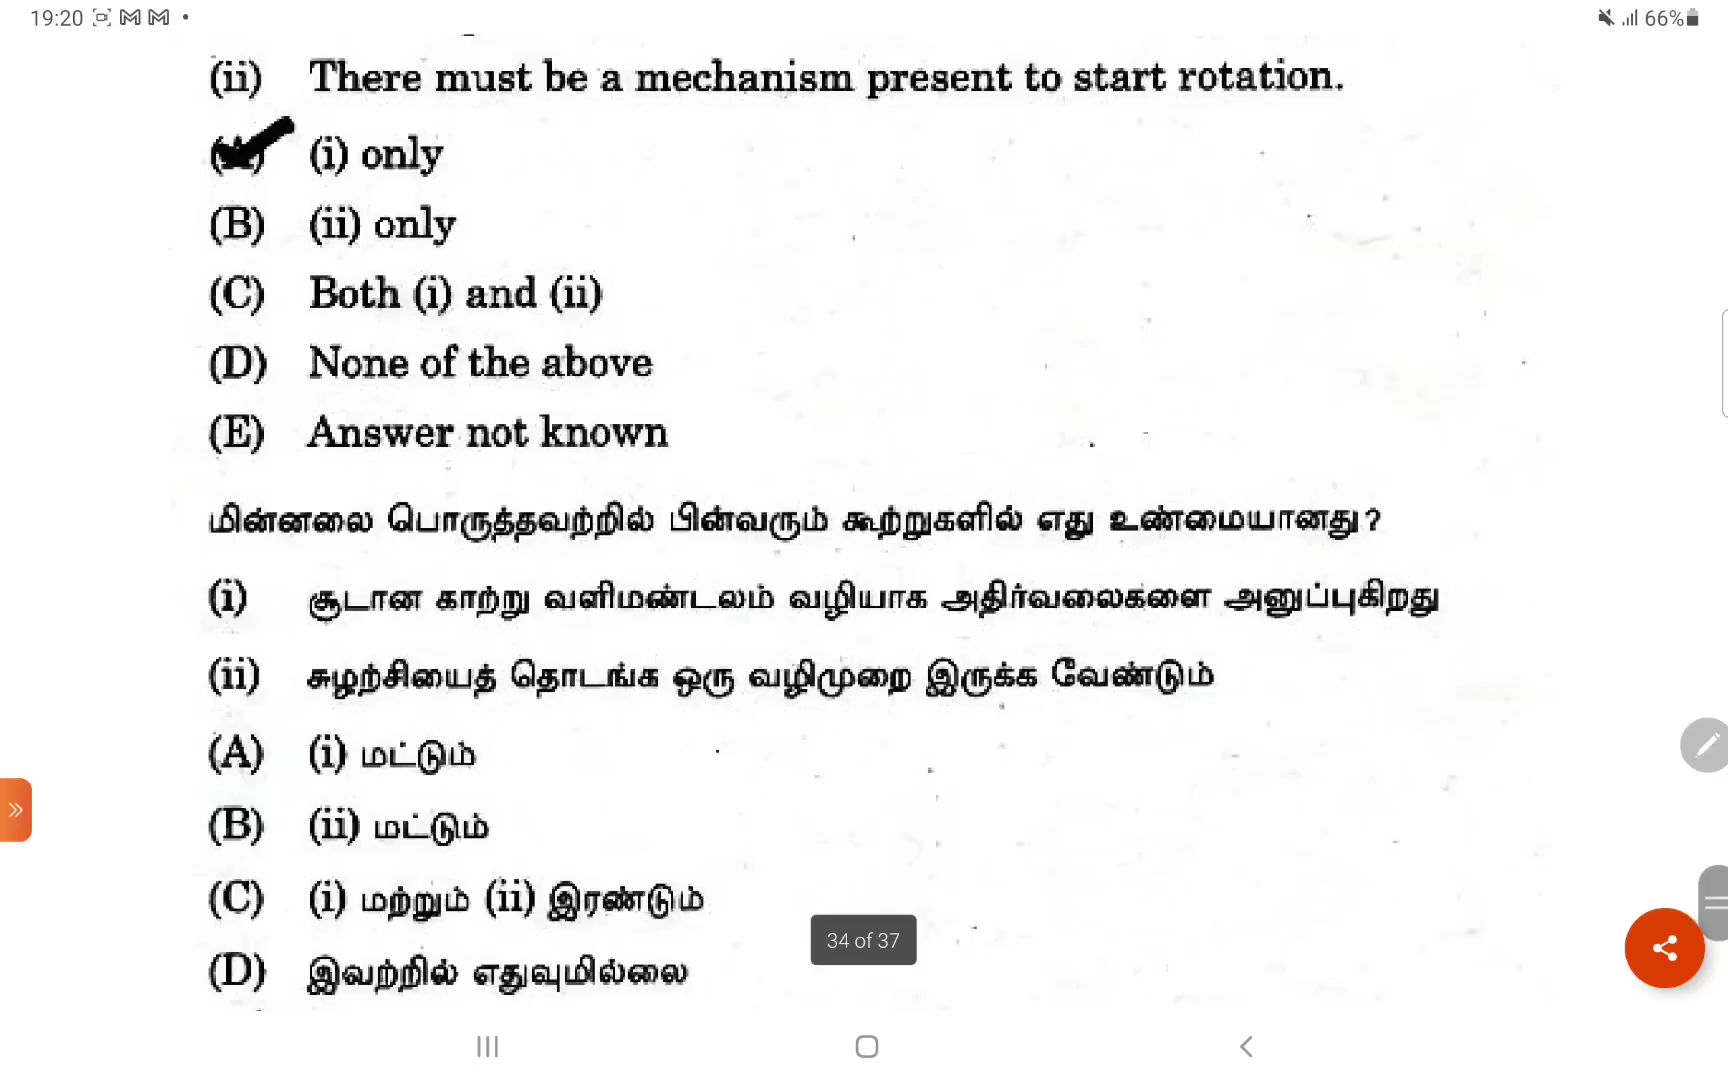 19:20 66%
(ii) There must be a mechanism present to start rotation.
(i) only
(B) (ii) only
(C) Both (i) and (ii)
(D) None of the above
(E) Answer not known
மின்னலை பொருத்தவற்றில் பின்வரும் கூற்றுகளில் எது உண்மையானது?
(i) சூடான காற்று வளிமண்டலம் வழியாக அதிர்வலைகளை அனுப்புகிறது
(ii) சுழற்சியைத் தொடங்க ஒரு வழிமுறை இருக்க வேண்டும்
(A) (i) மட்டும்
(B) (ii) மட்டும்
(C) (i) மற்றும் (ii) இரண்டும்
34 of 37
(D) இவற்றில் எதுவுமில்லை